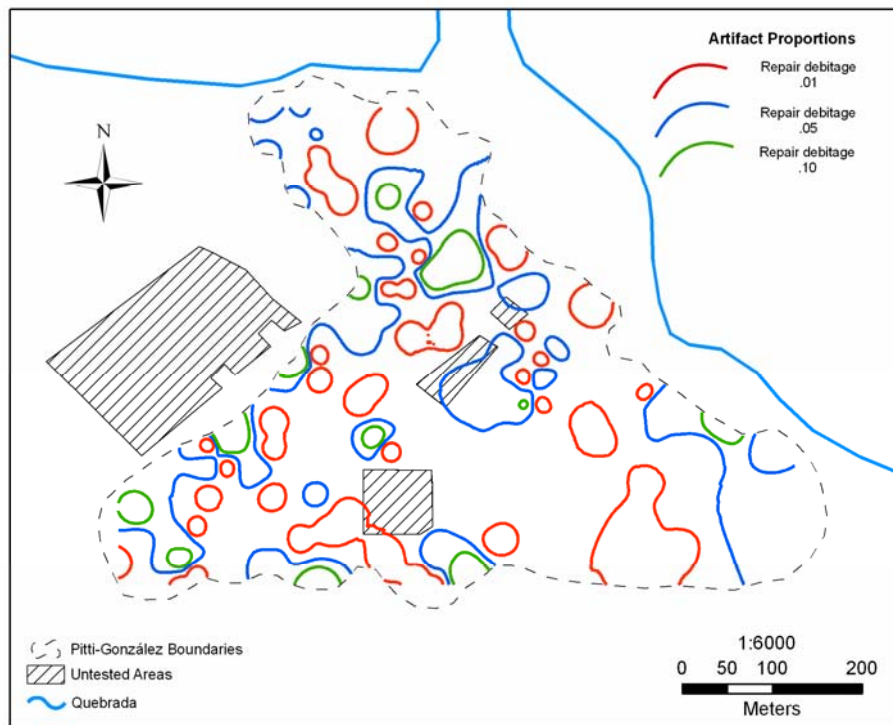 Artifact Proportions
Repair debitage
.01
Repair debitage
.05
Repair debitage
.10
N
Pitti-González Boundaries
Untested Areas
Quebrada
1:6000
0 50 100 200
Meters